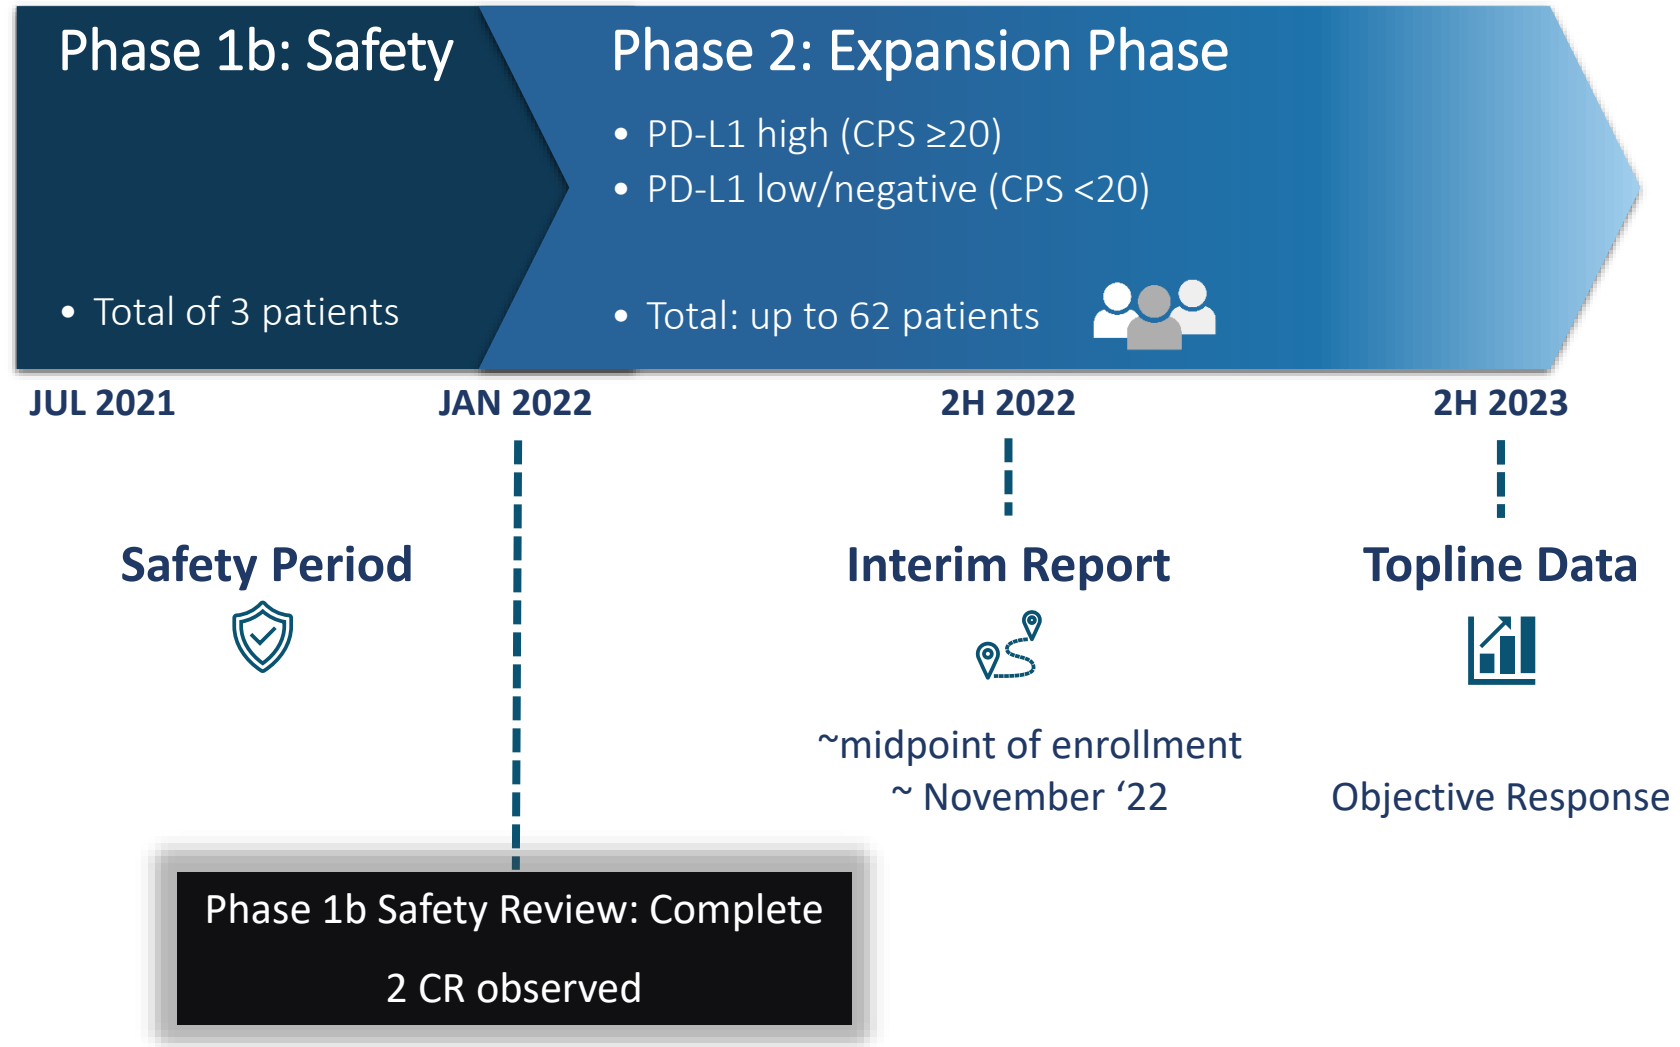 Phase 1b: Safety
• Total of 3 patients
Phase 2: Expansion Phase
• PD-L1 high (CPS ≥20)
• PD-L1 low/negative (CPS <20)
• Total: up to 62 patients
JUL 2021
JAN 2022
2H 2022
2H 2023
Safety Period
Interim Report
~midpoint of enrollment
~ November ‘22
Topline Data
Objective Response
Phase 1b Safety Review: Complete
2 CR observed